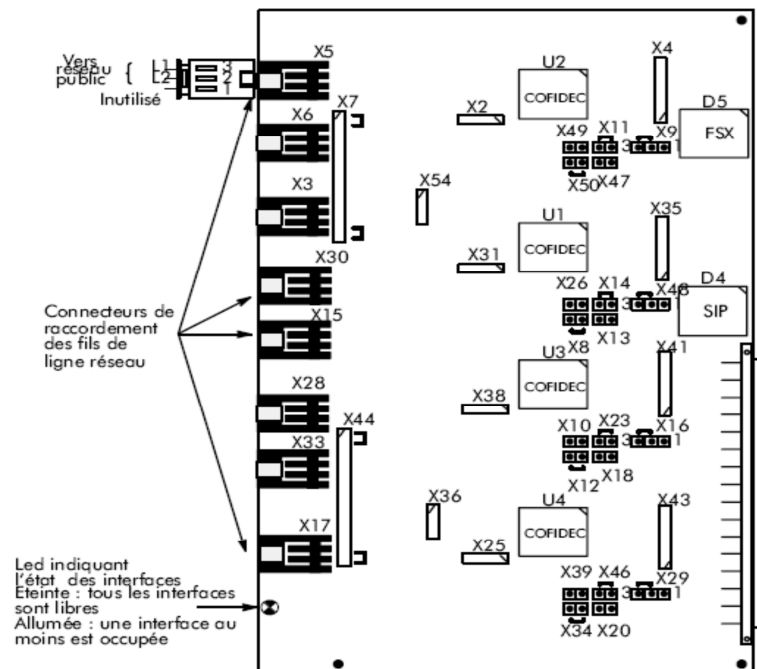 Vers
réseau
public
{
L1
L2
3
2
1
Inutilisé
X5
X6
X7
X3
X30
X15
X28
X44
X33
X17
X54
X36
X2
U2
COFIDEC
X4
D5
FSX
X49
X11
3
X9
1
X50
X47
X31
U1
COFIDEC
X35
D4
SIP
X26
X14
3
X48
1
X8
X13
X38
U3
COFIDEC
X41
X10
X23
3
X16
1
X12
X18
X25
U4
COFIDEC
X43
X39
X46
3
X29
1
X34
X20
Connecteurs de
raccordement
des fils de
ligne réseau
Led indiquant
l'état des interfaces
Eteinte : tous les interfaces
sont libres
Allumée : une interface au
moins est occupée